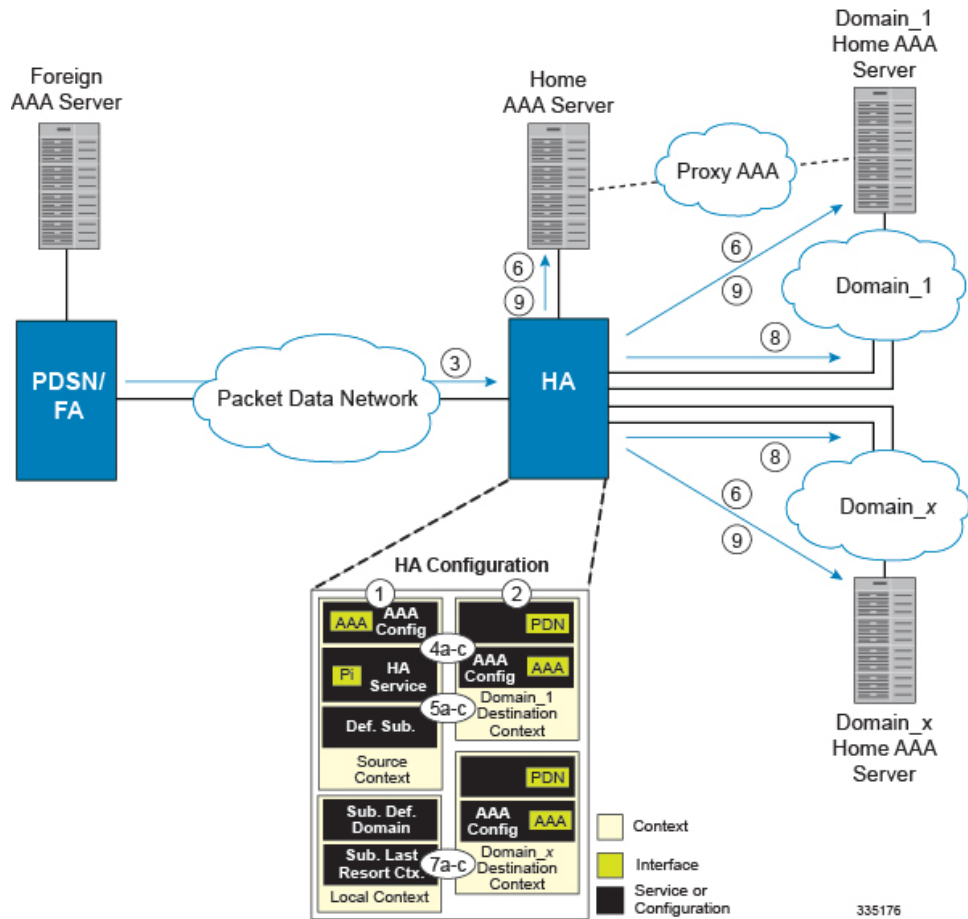 Domain_1
Home AAA
Server
Foreign
AAA Server
Home
AAA Server
Proxy AAA
6
9
6
9
Domain_1
3
8
PDSN/
FA
Packet Data Network
HA
8
6
9
Domain_x
HA Configuration
1
2
AAA
AAA
Config
PDN
4a-c
Pi
HA
Service
AAA
Config
AAA
5a-c
Domain_1
Destination
Context
Def. Sub.
Source
Context
PDN
Sub. Def.
Domain
AAA
Config
AAA
7a-c
Sub. Last
Resort Ctx.
Domain_x
Destination
Context
Local Context
Domain_x
Home AAA
Server
Context
Interface
Service or
Configuration
335176